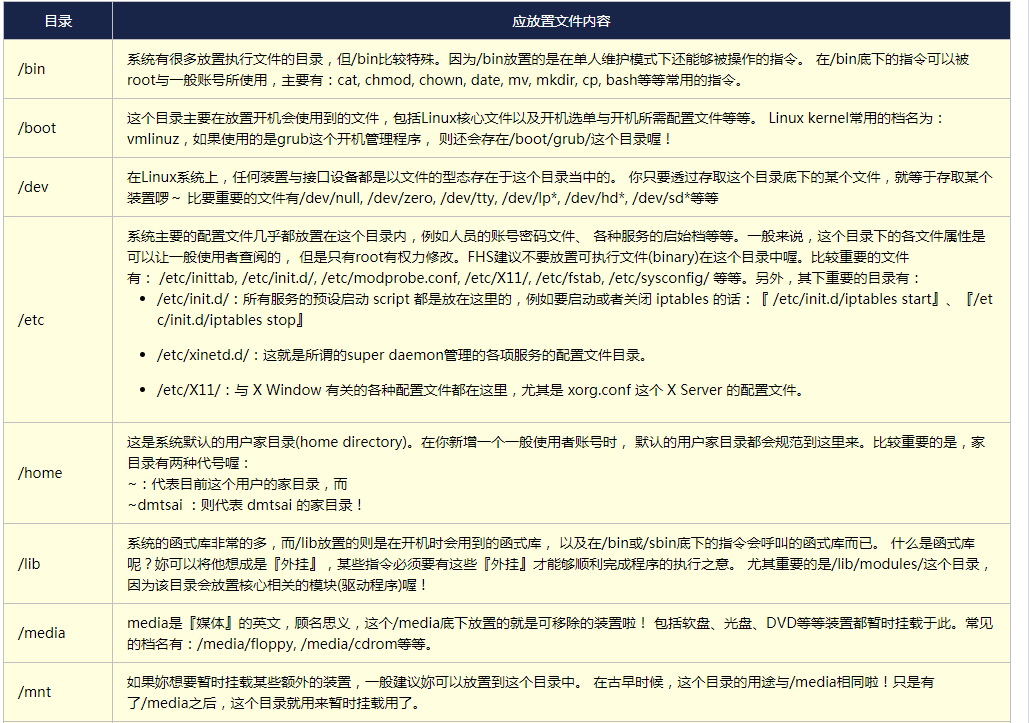 目录 应放置文件内容
/bin
系统有很多放置执行文件的目录，但/bin比较特殊。因为/bin放置的是在单人维护模式下还能够被操作的指令。 在/bin底下的指令可以被
root与一般账号所使用，主要有：cat, chmod, chown, date, mv, mkdir, cp, bash等等常用的指令。
/boot
这个目录主要在放置开机会使用到的文件，包括Linux核心文件以及开机选单与开机所需配置文件等等。 Linux kernel常用的档名为：
vmlinuz，如果使用的是grub这个开机管理程序， 则还会存在/boot/grub/这个目录喔！
/dev
在Linux系统上，任何装置与接口设备都是以文件的型态存在于这个目录当中的。 你只要透过存取这个目录底下的某个文件，就等于存取某个
装置啰～ 比要重要的文件有/dev/null, /dev/zero, /dev/tty, /dev/lp*, /dev/hd*, /dev/sd*等等
/etc
系统主要的配置文件几乎都放置在这个目录内，例如人员的账号密码文件、 各种服务的启始档等等。一般来说，这个目录下的各文件属性是
可以让一般使用者查阅的， 但是只有root有权力修改。FHS建议不要放置可执行文件(binary)在这个目录中喔。比较重要的文件
有： /etc/inittab, /etc/init.d/, /etc/modprobe.conf, /etc/X11/, /etc/fstab, /etc/sysconfig/ 等等。另外，其下重要的目录有：
• /etc/init.d/：所有服务的预设启动 script 都是放在这里的，例如要启动或者关闭 iptables 的话：『 /etc/init.d/iptables start』、『/et
c/init.d/iptables stop』
• /etc/xinetd.d/：这就是所谓的super daemon管理的各项服务的配置文件目录。
• /etc/X11/：与 X Window 有关的各种配置文件都在这里，尤其是 xorg.conf 这个 X Server 的配置文件。
/home
这是系统默认的用户家目录(home directory)。在你新增一个一般使用者账号时， 默认的用户家目录都会规范到这里来。比较重要的是，家
目录有两种代号喔：
~：代表目前这个用户的家目录，而
~dmtsai ：则代表 dmtsai 的家目录！
/lib
系统的函式库非常的多，而/lib放置的则是在开机时会用到的函式库， 以及在/bin或/sbin底下的指令会呼叫的函式库而已。 什么是函式库
呢？妳可以将他想成是『外挂』，某些指令必须要有这些『外挂』才能够顺利完成程序的执行之意。 尤其重要的是/lib/modules/这个目录，
因为该目录会放置核心相关的模块(驱动程序)喔！
/media
media是『媒体』的英文，顾名思义，这个/media底下放置的就是可移除的装置啦！ 包括软盘、光盘、DVD等等装置都暂时挂载于此。常见
的档名有：/media/floppy, /media/cdrom等等。
/mnt
如果妳想要暂时挂载某些额外的装置，一般建议妳可以放置到这个目录中。 在古早时候，这个目录的用途与/media相同啦！只是有
了/media之后，这个目录就用来暂时挂载用了。